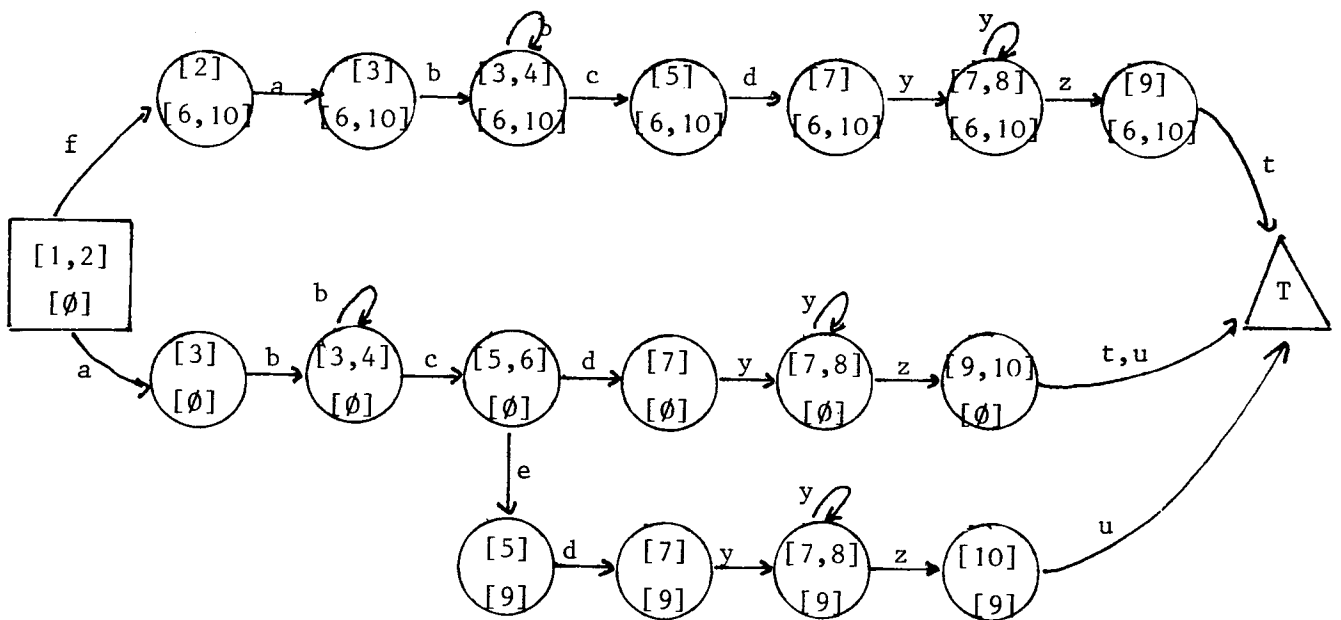 b
y
[2]
[3]
[3,4]
[5]
[7]
[7,8]
[9]
a
b
c
d
y
z
[6,10]
[6,10]
[6,10]
[6,10]
[6,10]
[6,10]
[6,10]
f
t
[1,2]
[Ø]
T
b
y
[3]
[3,4]
[5,6]
[7]
[7,8]
[9,10]
a
b
c
d
y
z
t,u
[Ø]
[Ø]
[Ø]
[Ø]
[Ø]
[Ø]
e
y
u
[5]
[7]
[7,8]
[10]
d
y
z
[9]
[9]
[9]
[9]